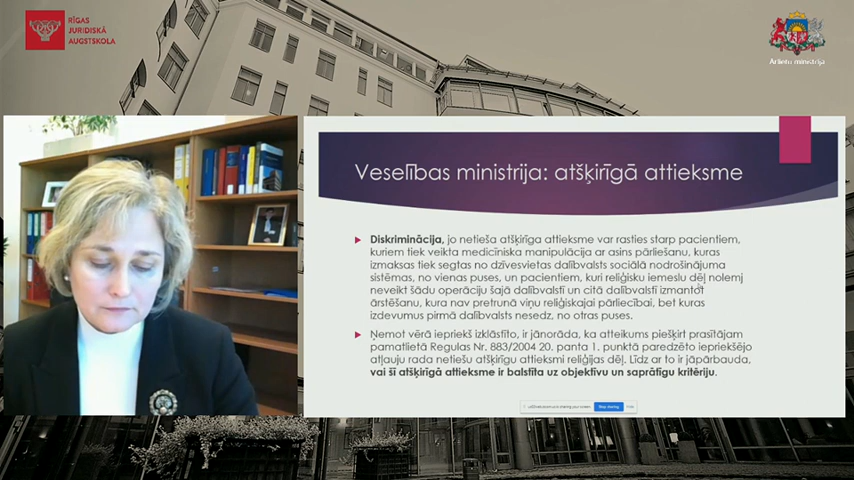 RĪGAS
JURIDISKĀ
AUGSTSKOLA
Ārlietu ministrija
Veselības ministrija: atšķirīgā attieksme
Diskriminācija, jo netieša atšķirīga attieksme var rasties starp pacientiem,
kuriem tiek veikta medicīniska manipulācija ar asins pārliešanu, kuras
izmaksas tiek segtas no dzīvesvietas dalībvalsts sociālā nodrošinājuma
sistēmas, no vienas puses, un pacientiem, kuri reliģisku iemeslu dēļ nolemj
neveikt šādu operāciju šajā dalībvalstī un citā dalībvalstī izmantot
ārstēšanu, kura nav pretrunā viņu reliģiskajai pārliecībai, bet kuras
izdevumus pirmā dalībvalsts nesedz, no otras puses.
Ņemot vērā iepriekš izklāstīto, ir jānorāda, ka atteikums piešķirt prasītājam
pamatlietā Regulas Nr. 883/2004 20. panta 1. punktā paredzēto iepriekšējo
atļauju rada netiešu atšķirīgu attieksmi reliģijas dēļ. Līdz ar to ir jāpārbauda,
vai šī atšķirīgā attieksme ir balstīta uz objektīvu un saprātīgu kritēriju.
Stop sharing